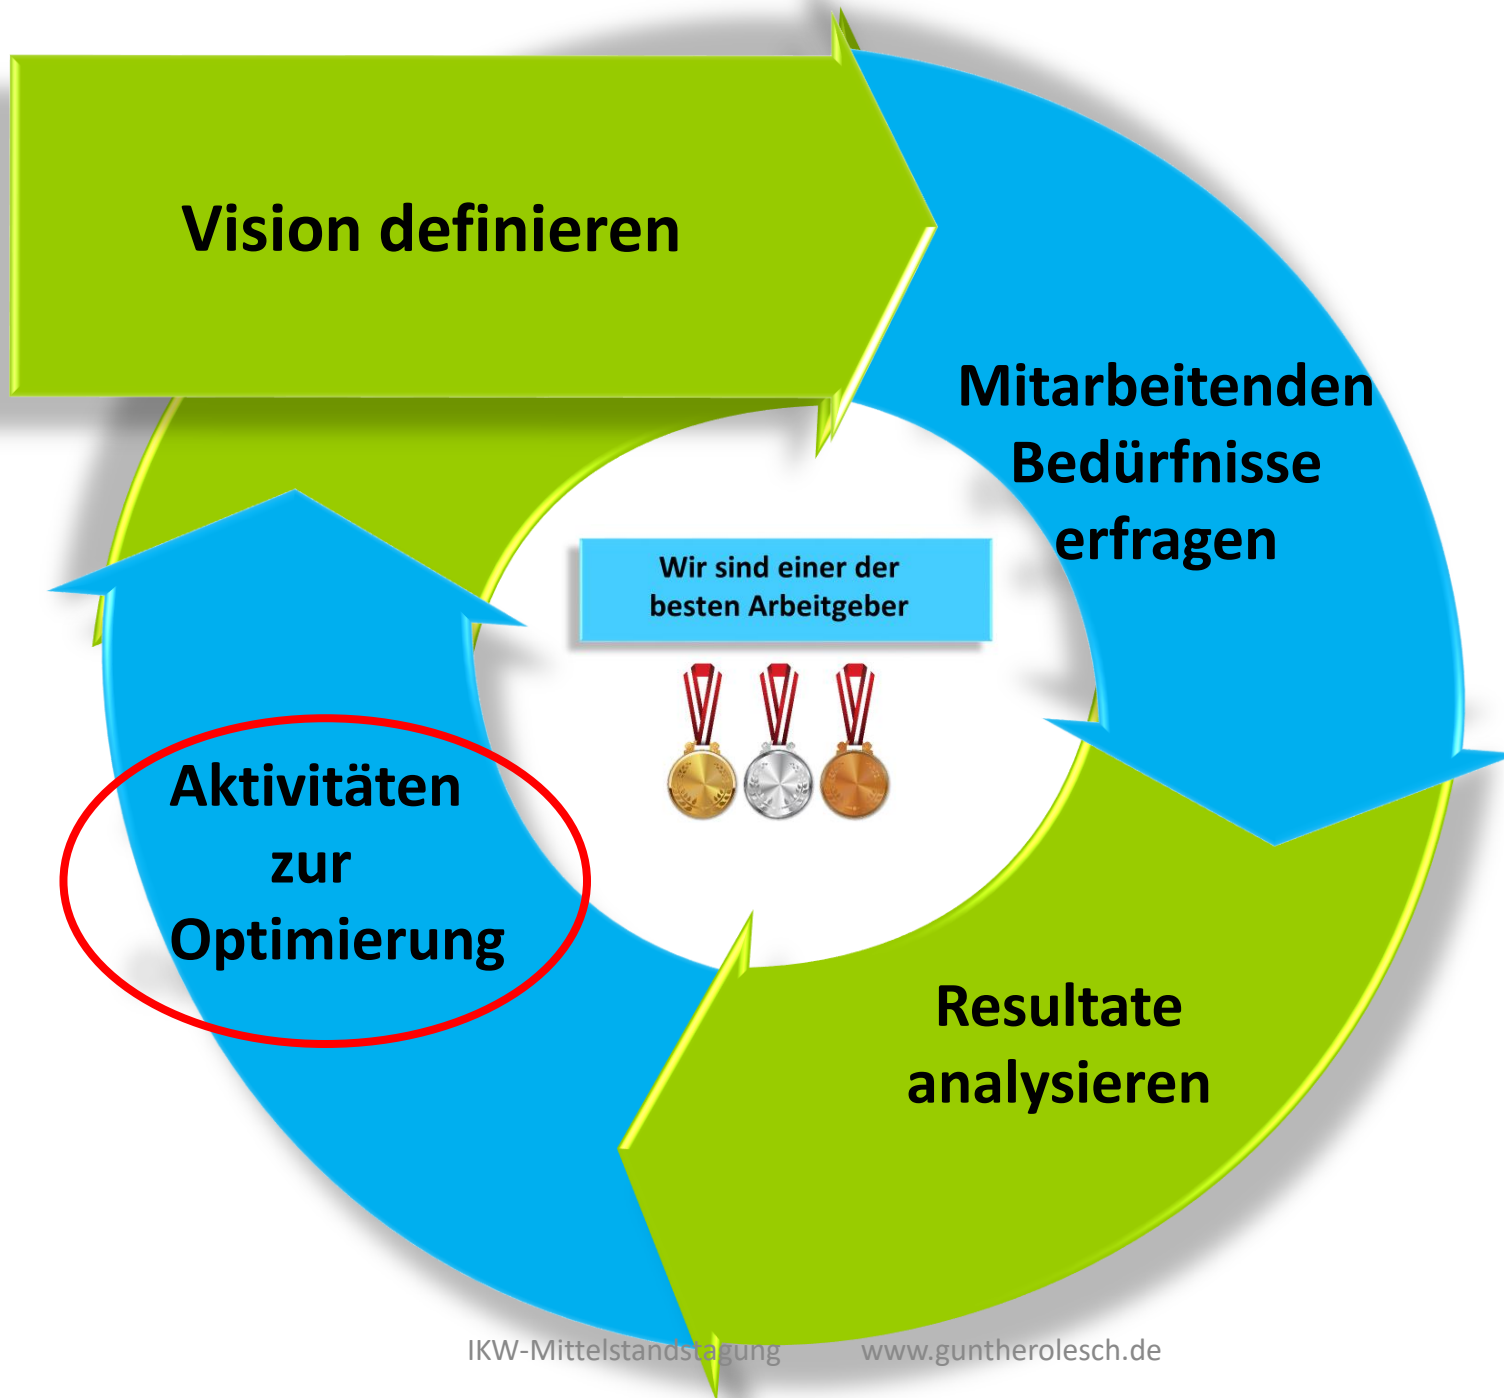 Vision definieren
Mitarbeitenden
Bedürfnisse
erfragen
Wir sind einer der
besten Arbeitgeber
Aktivitäten
zur
Optimierung
Resultate
analysieren
IKW-Mittelstandstagung www.guntherolesch.de